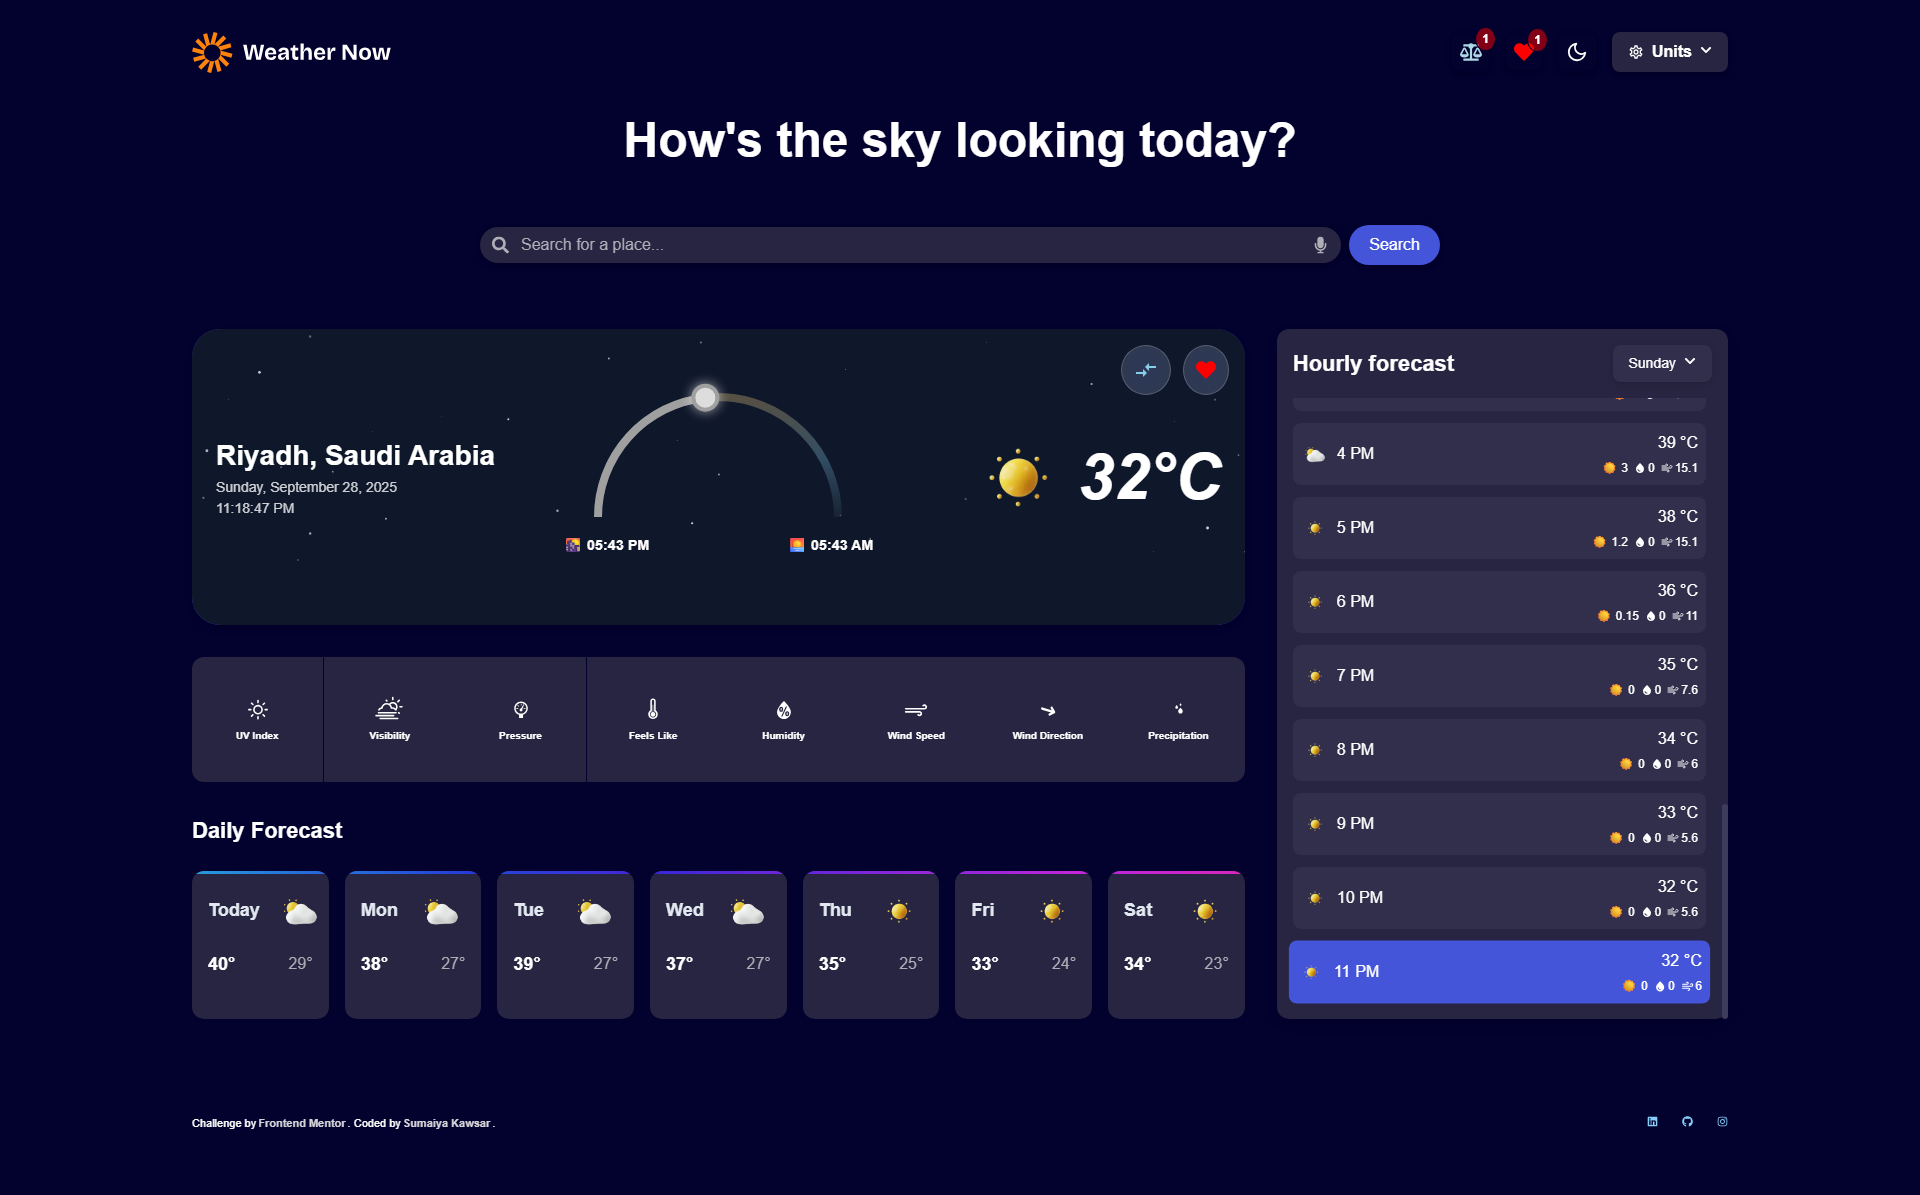 Weather Now
1
1
Units
How's the sky looking today?
Search for a place...
Search
Riyadh, Saudi Arabia
Sunday, September 28, 2025
11:18:47 PM
05:43 PM
05:43 AM
32°C
UV Index
Visibility
Pressure
Feels Like
Humidity
Wind Speed
Wind Direction
Precipitation
Daily Forecast
Today
40° 29°
Mon
38° 27°
Tue
39° 27°
Wed
37° 27°
Thu
35° 25°
Fri
33° 24°
Sat
34° 23°
Hourly forecast
Sunday
4 PM
39 °C
3 0 15.1
5 PM
38 °C
1.2 0 15.1
6 PM
36 °C
0.15 0 11
7 PM
35 °C
0 0 7.6
8 PM
34 °C
0 0 6
9 PM
33 °C
0 0 5.6
10 PM
32 °C
0 0 5.6
11 PM
32 °C
0 0 6
Challenge by Frontend Mentor. Coded by Sumaiya Kawsar.